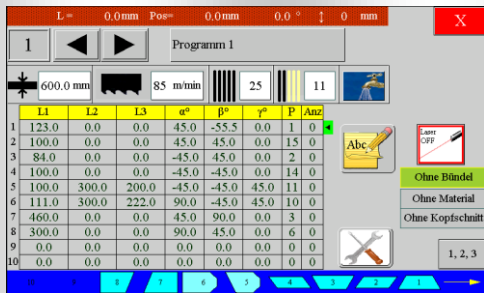 L = 0.0mm Pos= 0.0mm 0.0 ° ↕ 0 mm X
1 Programm 1
600.0 mm 85 m/min 25 11
L1 L2 L3 α° β° γ° P Anz
1 123.0 0.0 0.0 45.0 -55.5 0.0 1 0
2 100.0 0.0 0.0 45.0 45.0 0.0 15 0
3 84.0 0.0 0.0 -45.0 45.0 0.0 2 0
4 100.0 0.0 0.0 -45.0 -45.0 0.0 14 0
5 100.0 300.0 200.0 -45.0 -45.0 45.0 11 0
6 111.0 300.0 222.0 90.0 -45.0 45.0 10 0
7 460.0 0.0 0.0 45.0 90.0 0.0 3 0
8 300.0 0.0 0.0 90.0 45.0 0.0 6 0
9 0.0 0.0 0.0 0.0 0.0 0.0 0 0
10 0.0 0.0 0.0 0.0 0.0 0.0 0 0
Abc
Laser
OFF
Ohne Bündel
Ohne Material
Ohne Kopfschnitt
1, 2, 3
10 9 8 7 6 5 4 3 2 1